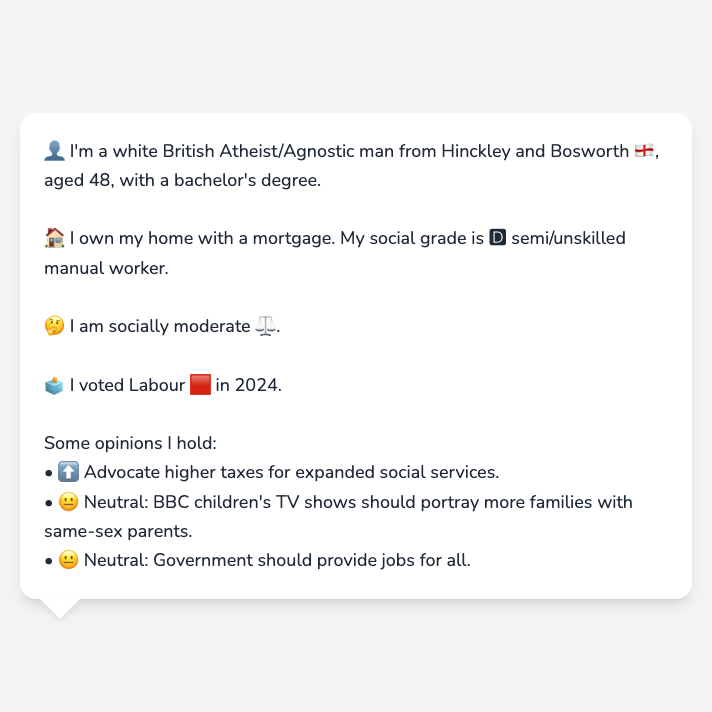 👤 I'm a white British Atheist/Agnostic man from Hinckley and Bosworth 🏴󠁧󠁢󠁥󠁮󠁧󠁿,
aged 48, with a bachelor's degree.
🏠 I own my home with a mortgage. My social grade is 🅳 semi/unskilled
manual worker.
🤔 I am socially moderate ⚖️.
🗳️ I voted Labour 🟥 in 2024.
Some opinions I hold:
• ⬆️ Advocate higher taxes for expanded social services.
• 😐 Neutral: BBC children's TV shows should portray more families with
same-sex parents.
• 😐 Neutral: Government should provide jobs for all.